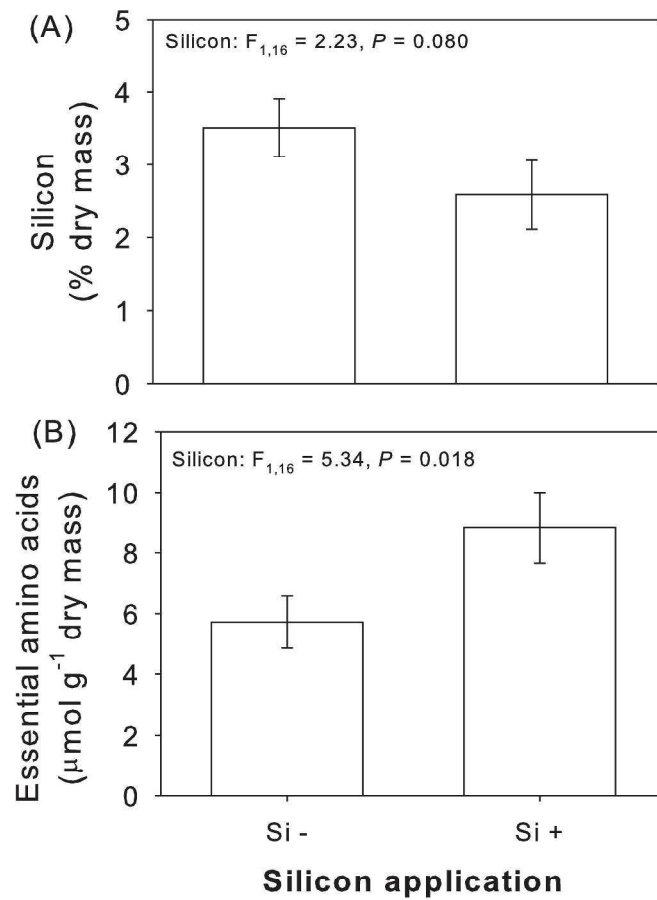 (A)
Silicon: F1,16 = 2.23, P = 0.080
Silicon
(% dry mass)
5
4
3
2
1
0
(B)
Silicon: F1,16 = 5.34, P = 0.018
Essential amino acids
(μmol g-1 dry mass)
12
10
8
6
4
2
0
Si - Si +
Silicon application